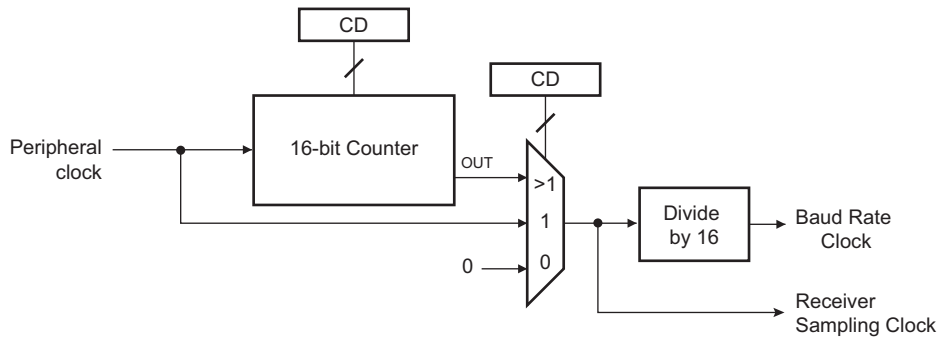 CD
CD
Peripheral
clock
16-bit Counter
OUT
>1
1
0
0
Divide
by 16
Baud Rate
Clock
Receiver
Sampling Clock